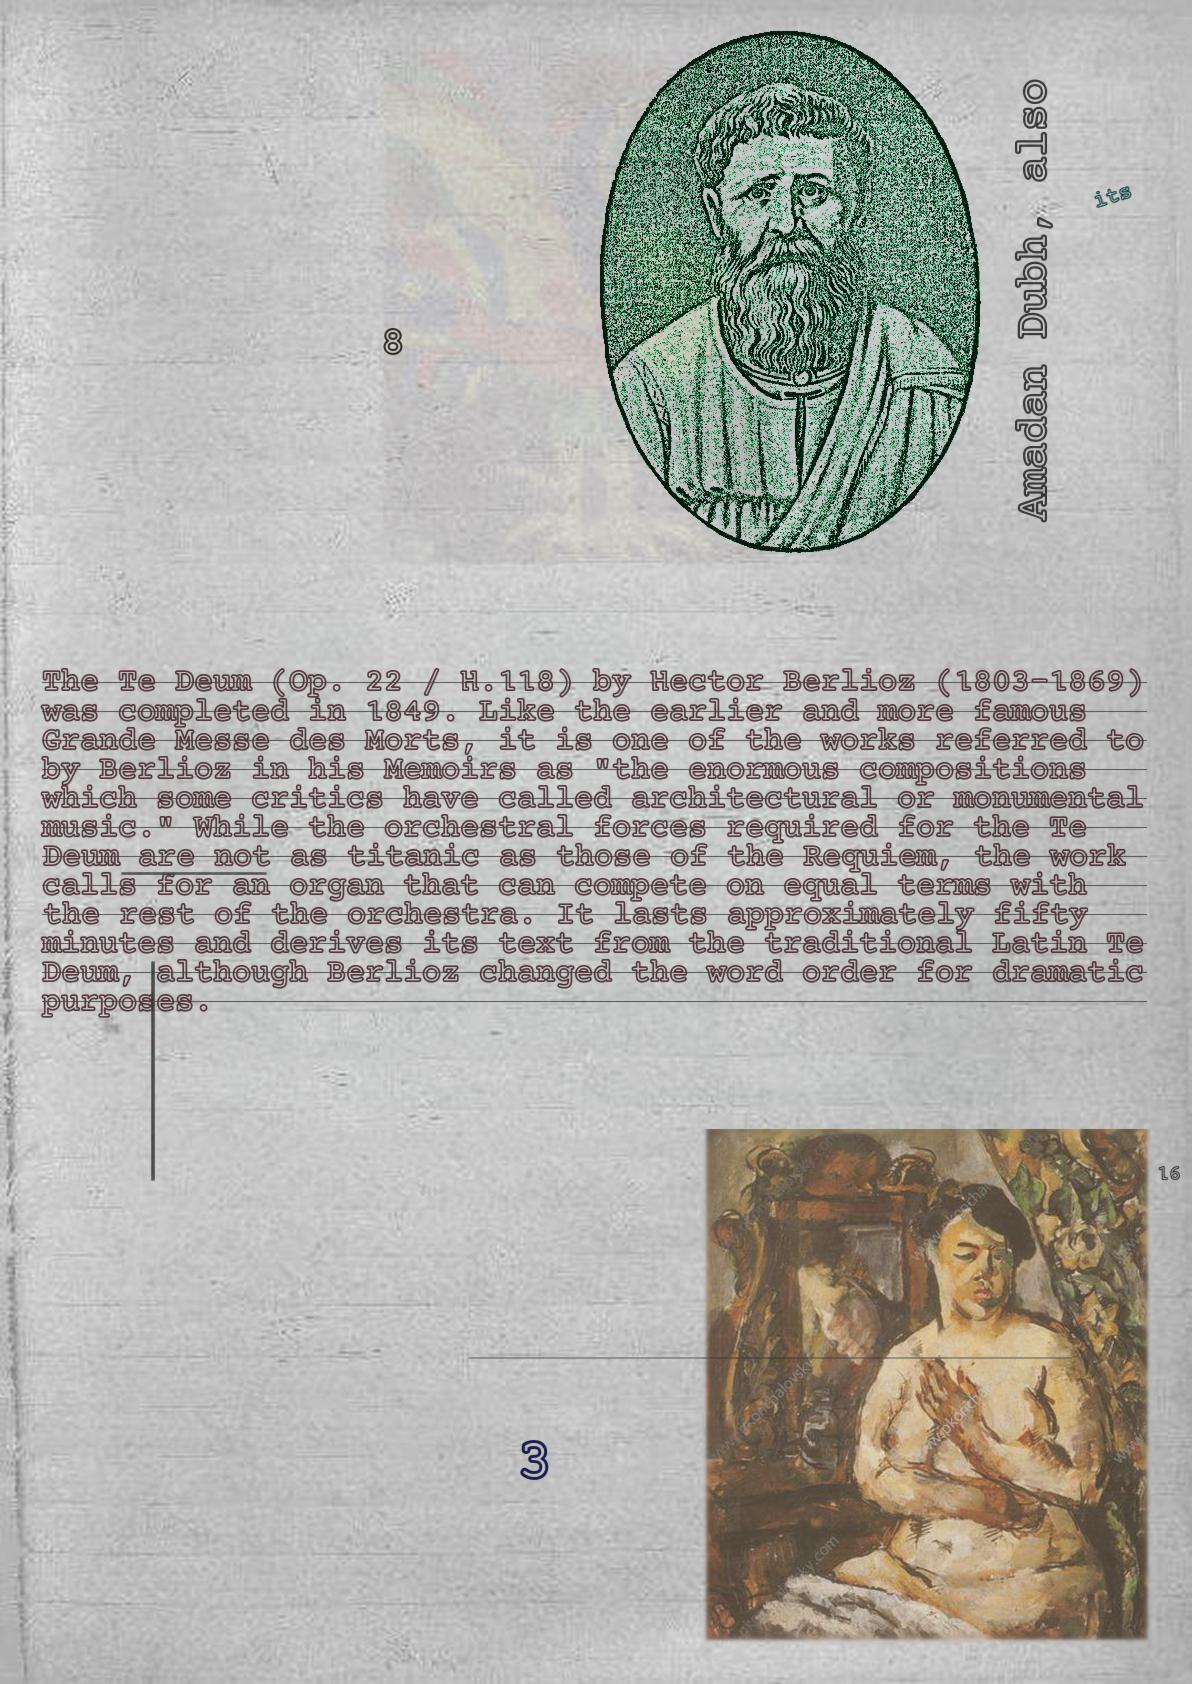 Amadan Dubh, also
its
8
The Te Deum (Op. 22 / H.118) by Hector Berlioz (1803-1869)
was completed in 1849. Like the earlier and more famous
Grande Messe des Morts, it is one of the works referred to
by Berlioz in his Memoirs as "the enormous compositions
which some critics have called architectural or monumental
music." While the orchestral forces required for the Te
Deum are not as titanic as those of the Requiem, the work
calls for an organ that can compete on equal terms with
the rest of the orchestra. It lasts approximately fifty
minutes and derives its text from the traditional Latin Te
Deum, although Berlioz changed the word order for dramatic
purposes.
16
3